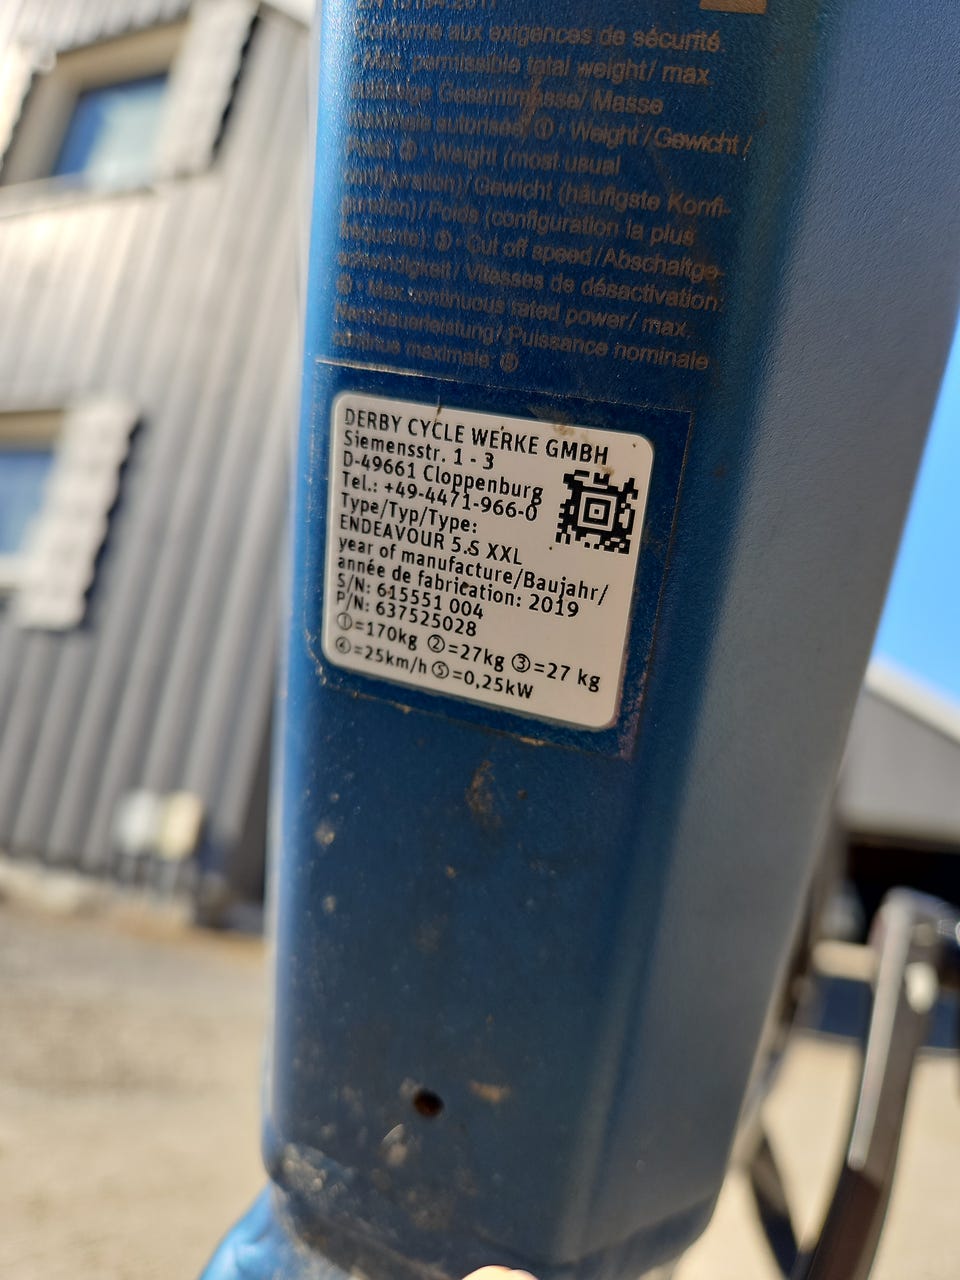 EN 15194:2017
Conforme aux exigences de sécurité.
• Max. permissible total weight/ max
zulässige Gesamtmasse/ Masse
maximale autorisée ① • Weight / Gewicht /
Poids ② • Weight (most usual
configuration) / Gewicht (häufigste Konfi-
guration) / Poids (configuration la plus
fréquente) ③ • Cut off speed / Abschaltge-
schwindigkeit / Vitesses de désactivation:
④ • Max continuous rated power / max.
Nenndauerleistung / Puissance nominale
continue maximale ⑤
DERBY CYCLE WERKE GMBH
Siemensstr. 1 - 3
D-49661 Cloppenburg
Tel.: +49-4471-966-0
Type/Typ/Type:
ENDEAVOUR 5.S XXL
year of manufacture/Baujahr/
année de fabrication: 2019
S/N: 615551 004
P/N: 637525028
①=170kg ②=27kg ③=27 kg
④=25km/h ⑤=0,25kW